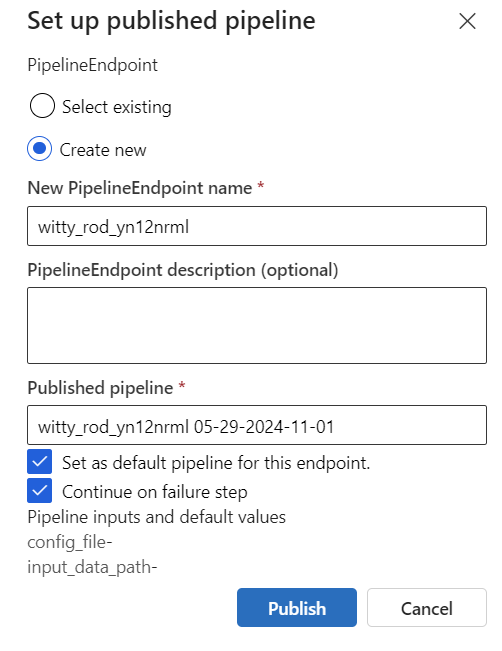 Set up published pipeline
PipelineEndpoint
Select existing
Create new
New PipelineEndpoint name *
witty_rod_yn12nrml
PipelineEndpoint description (optional)
Published pipeline *
witty_rod_yn12nrml 05-29-2024-11-01
Set as default pipeline for this endpoint.
Continue on failure step
Pipeline inputs and default values
config_file-
input_data_path-
Publish
Cancel